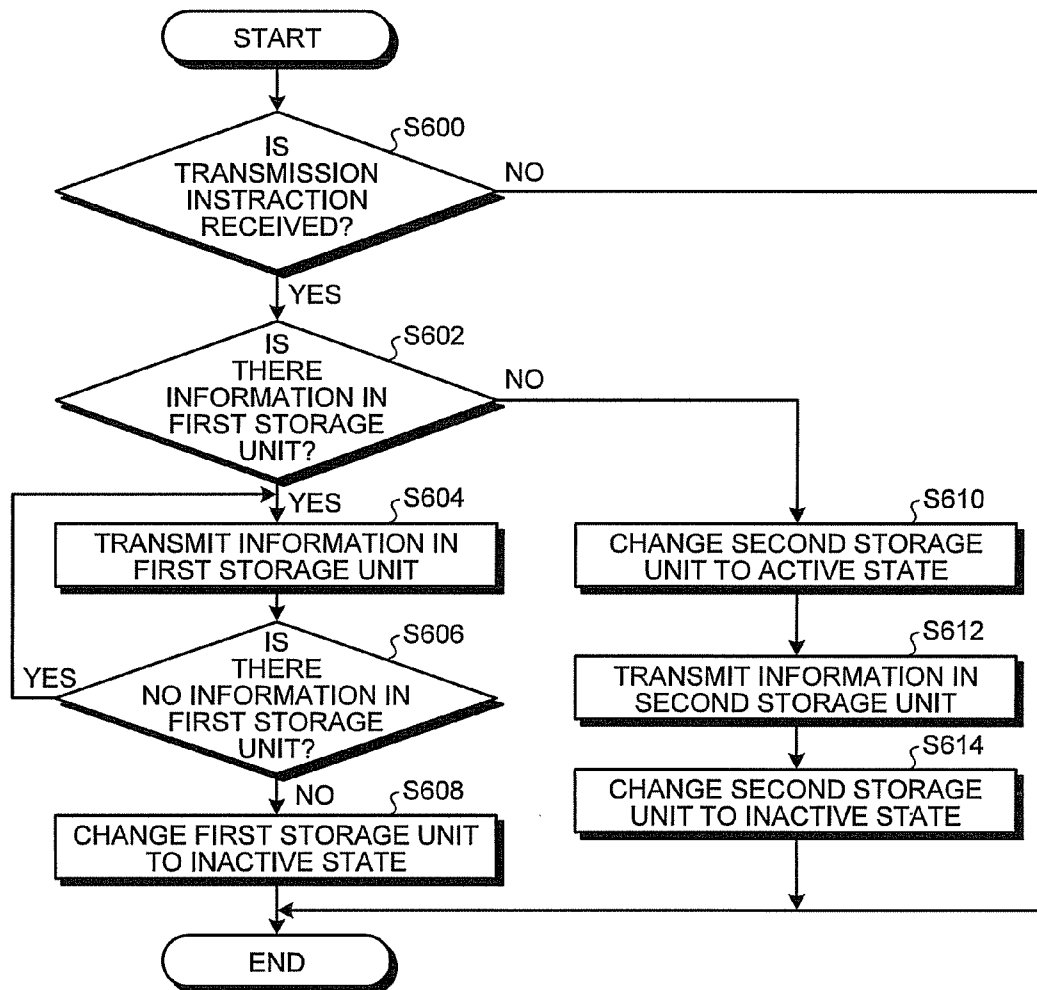 START
S600
IS
TRANSMISSION
INSTRACTION
RECEIVED?
NO
YES
S602
IS
THERE
INFORMATION IN
FIRST STORAGE
UNIT?
NO
YES
S604
TRANSMIT INFORMATION IN
FIRST STORAGE UNIT
S606
IS
THERE
NO INFORMATION IN
FIRST STORAGE
UNIT?
YES
NO
S608
CHANGE FIRST STORAGE UNIT
TO INACTIVE STATE
S610
CHANGE SECOND STORAGE
UNIT TO ACTIVE STATE
S612
TRANSMIT INFORMATION IN
SECOND STORAGE UNIT
S614
CHANGE SECOND STORAGE
UNIT TO INACTIVE STATE
END